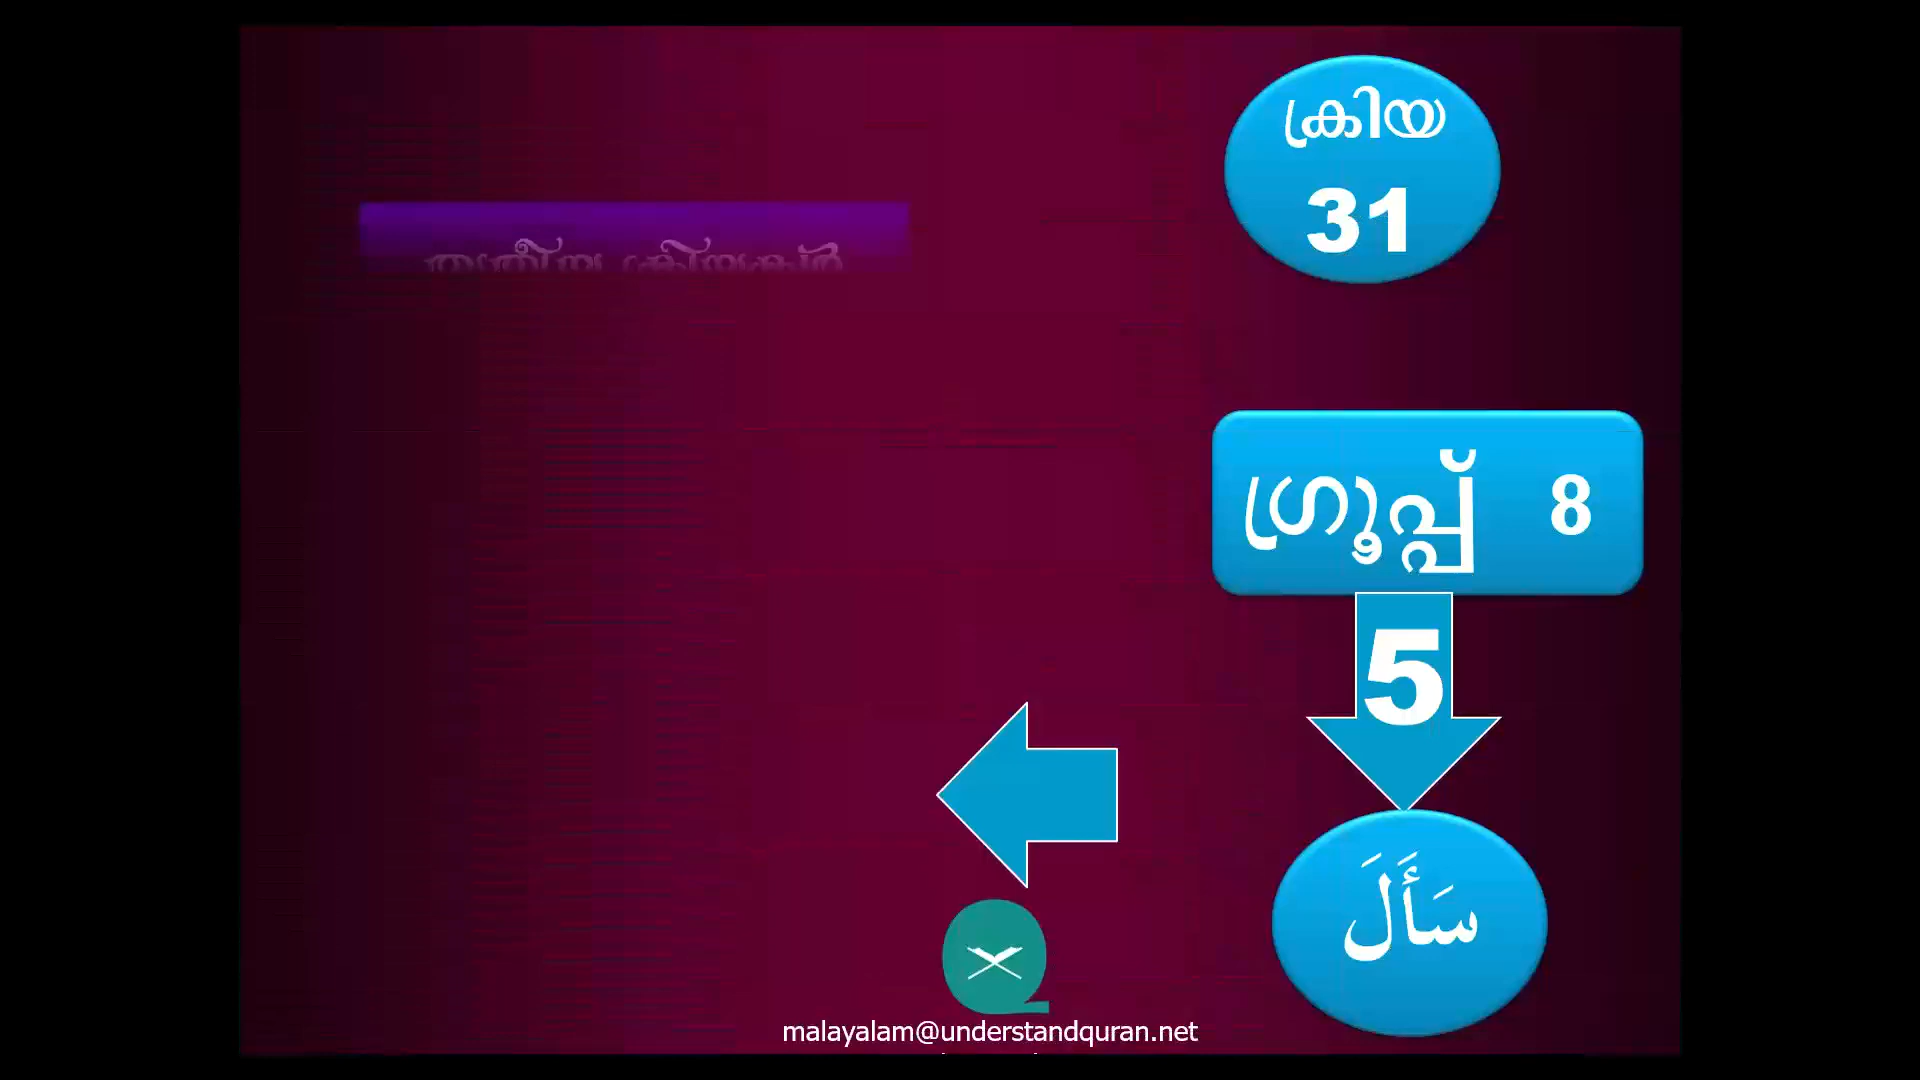 ക്രിയ
31
ഗ്രൂപ്പ് 8
5
سَأَلَ
malayalam@understandquran.net